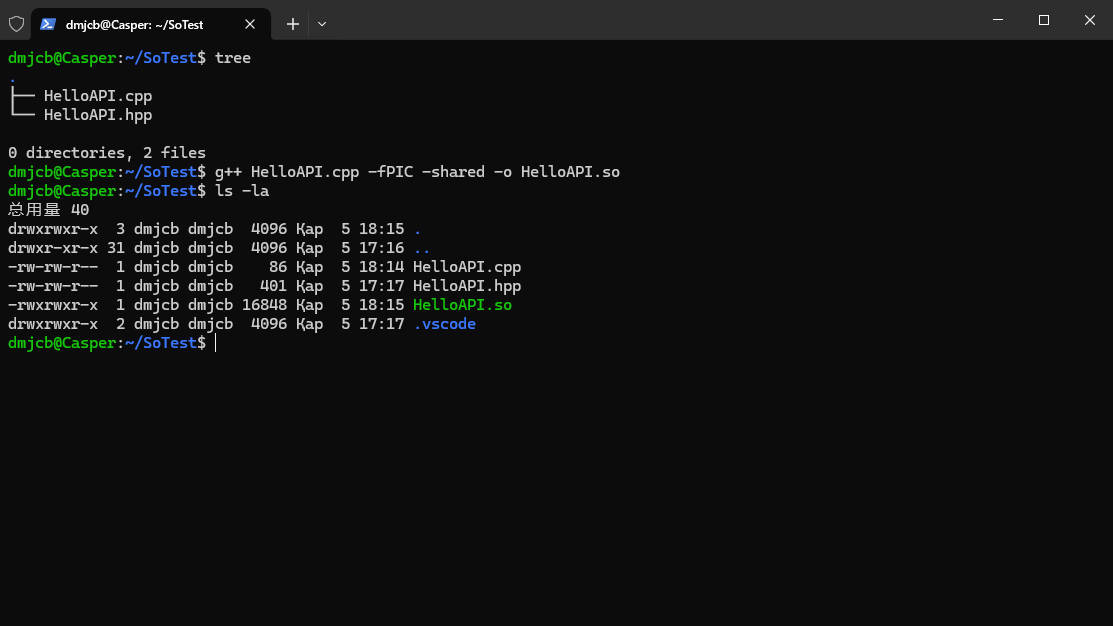 dmjcb@Casper: ~/SoTest
dmjcb@Casper:~/SoTest$ tree
.
├── HelloAPI.cpp
└── HelloAPI.hpp
0 directories, 2 files
dmjcb@Casper:~/SoTest$ g++ HelloAPI.cpp -fPIC -shared -o HelloAPI.so
dmjcb@Casper:~/SoTest$ ls -la
总用量 40
drwxrwxr-x  3 dmjcb dmjcb  4096 Қар  5 18:15 .
drwxr-xr-x 31 dmjcb dmjcb  4096 Қар  5 17:16 ..
-rw-rw-r--  1 dmjcb dmjcb    86 Қар  5 18:14 HelloAPI.cpp
-rw-rw-r--  1 dmjcb dmjcb   401 Қар  5 17:17 HelloAPI.hpp
-rwxrwxr-x  1 dmjcb dmjcb 16848 Қар  5 18:15 HelloAPI.so
drwxrwxr-x  2 dmjcb dmjcb  4096 Қар  5 17:17 .vscode
dmjcb@Casper:~/SoTest$